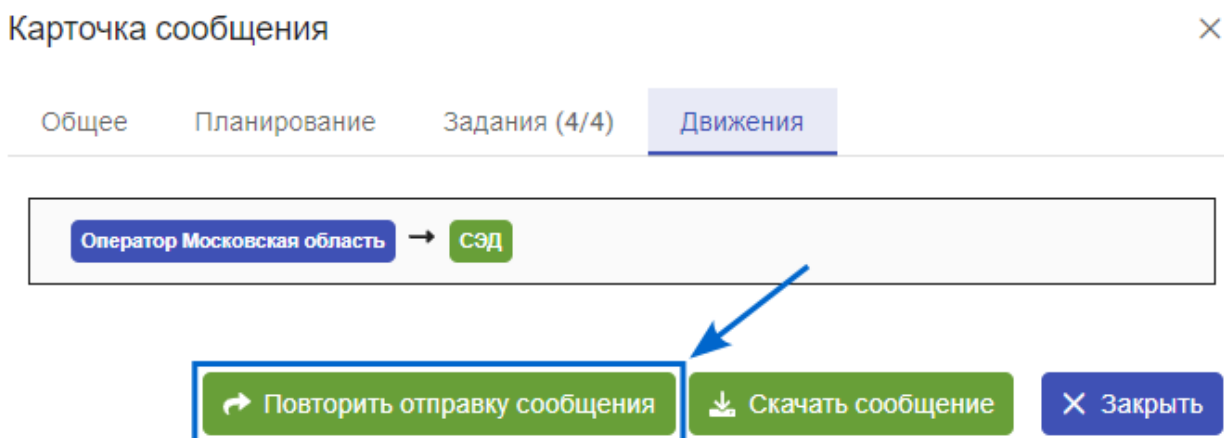 Карточка сообщения
Общее Планирование Задания (4/4) Движения
Оператор Московская область → СЭД
Повторить отправку сообщения Скачать сообщение Закрыть